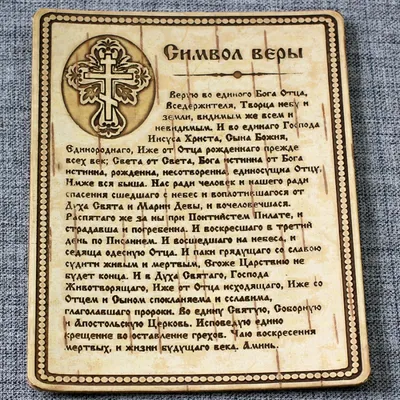 Символ веры
Верую во единого Бога Отца,
Вседержителя, Творца небу и
земли, видимым же всем и
невидимым. И во единаго Господа
Иисуса Христа, Сына Божия,
Единороднаго, Иже от Отца рожденнаго прежде
всех век; Света от Света, Бога истинна от Бога
истинна, рожденна, несотворенна, единосущна Отцу,
Имже вся быша. Нас ради человек и нашего ради
спасения сшедшаго с небес и воплотившагося от
Духа Свята и Марии Девы, и вочеловечшася.
Распятаго же за ны при Понтийстем Пилате, и
страдавша и погребенна. И воскресшаго в третий
день по Писанием. И восшедшаго на небеса, и
седяща одесную Отца. И паки грядущаго со славою
судити живым и мертвым, Егоже Царствию не
будет конца. И в Духа Святаго, Господа
Животворящаго, Иже от Отца исходящаго, Иже со
Отцем и Сыном спокланяема и сславима,
глаголавшаго пророки. Во едину Святую, Соборную
и Апостольскую Церковь. Исповедую едино
крещение во оставление грехов. Чаю воскресения
мертвых, и жизни будущаго века. Аминь.